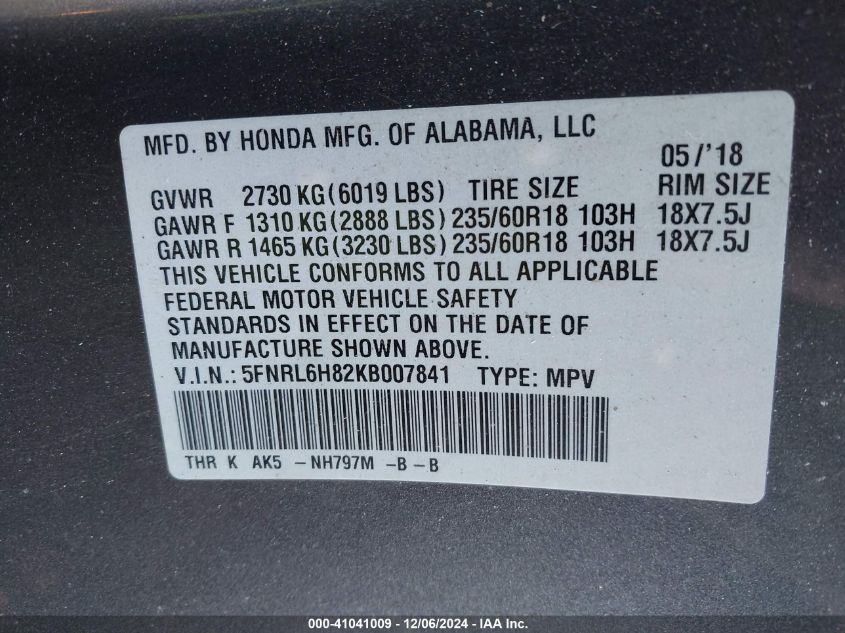 MFD. BY HONDA MFG. OF ALABAMA, LLC
05/'18
GVWR 2730 KG(6019 LBS) TIRE SIZE RIM SIZE
GAWR F 1310 KG(2888 LBS) 235/60R18 103H 18X7.5J
GAWR R 1465 KG(3230 LBS) 235/60R18 103H 18X7.5J
THIS VEHICLE CONFORMS TO ALL APPLICABLE
FEDERAL MOTOR VEHICLE SAFETY
STANDARDS IN EFFECT ON THE DATE OF
MANUFACTURE SHOWN ABOVE.
V.I.N.: 5FNRL6H82KB007841 TYPE: MPV
THR K AK5 -NH797M -B-B
000-41041009 - 12/06/2024 - IAA Inc.